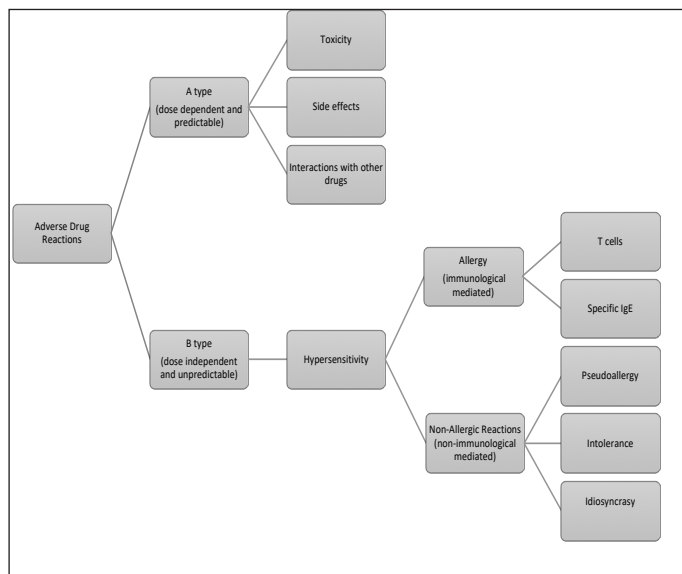 Adverse Drug
Reactions
A type
(dose dependent and
predictable)
Toxicity
Side effects
Interactions with other
drugs
B type
(dose independent
and unpredictable)
Hypersensitivity
Allergy
(immunological
mediated)
T cells
Specific IgE
Non-Allergic Reactions
(non-immunological
mediated)
Pseudoallergy
Intolerance
Idiosyncrasy